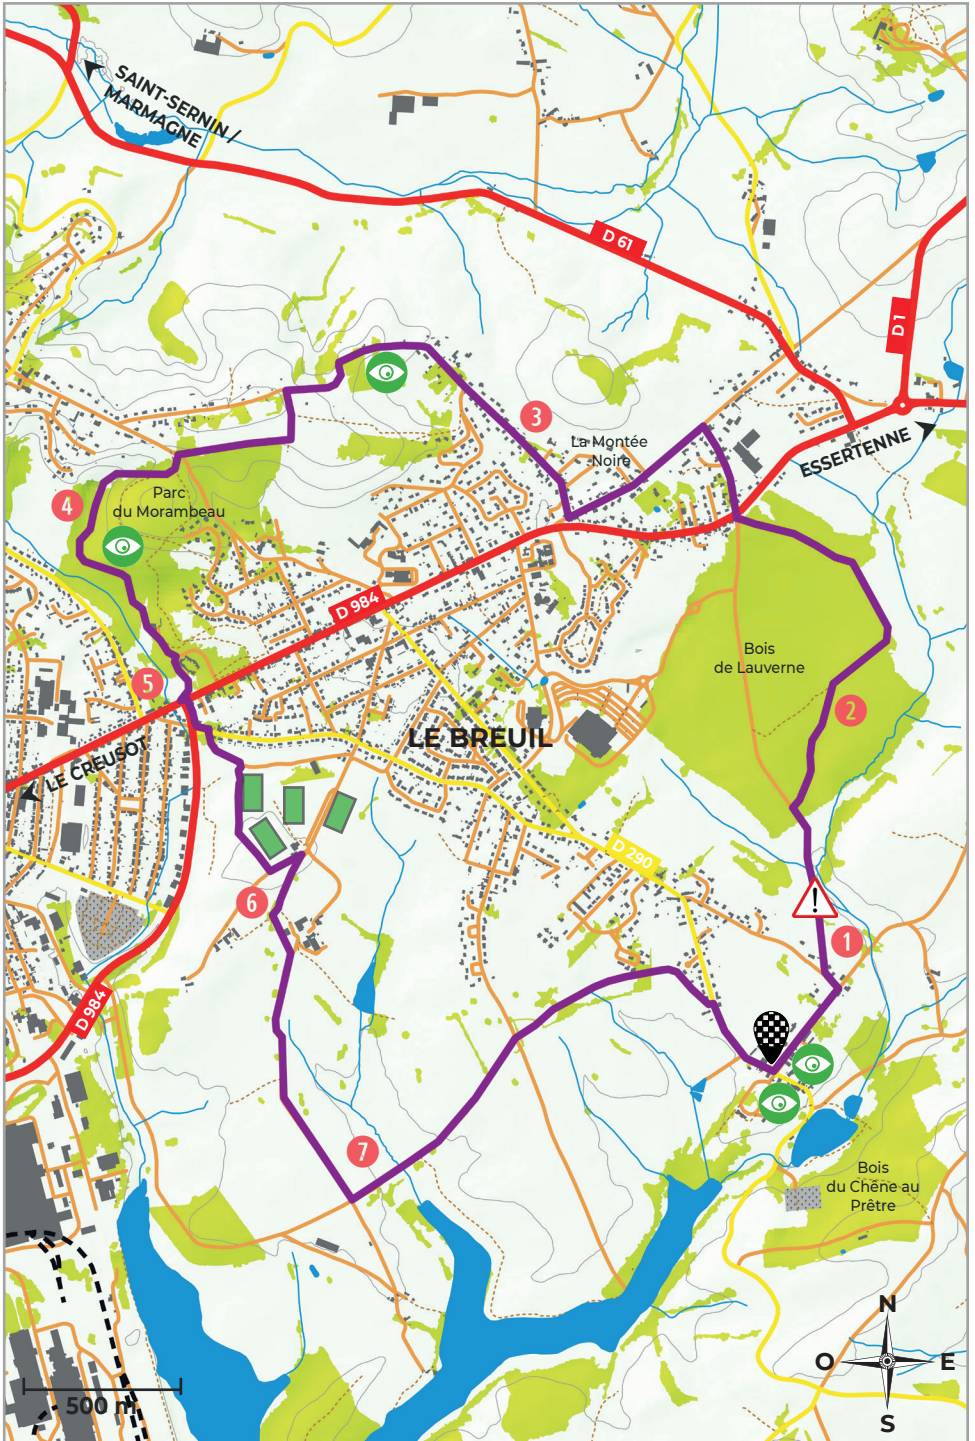 SAINT-SERNIN /
MARMAGNE
D 61
D 1
ESSERTENNE
3
La Montée
Noire
4
Parc
du Morambeau
D 984
Bois
de Lauverne
5
2
LE BREUIL
LE CREUSOT
D 290
6
1
D 984
7
Bois
du Chêne au
Prêtre
N
O
E
S
500 m